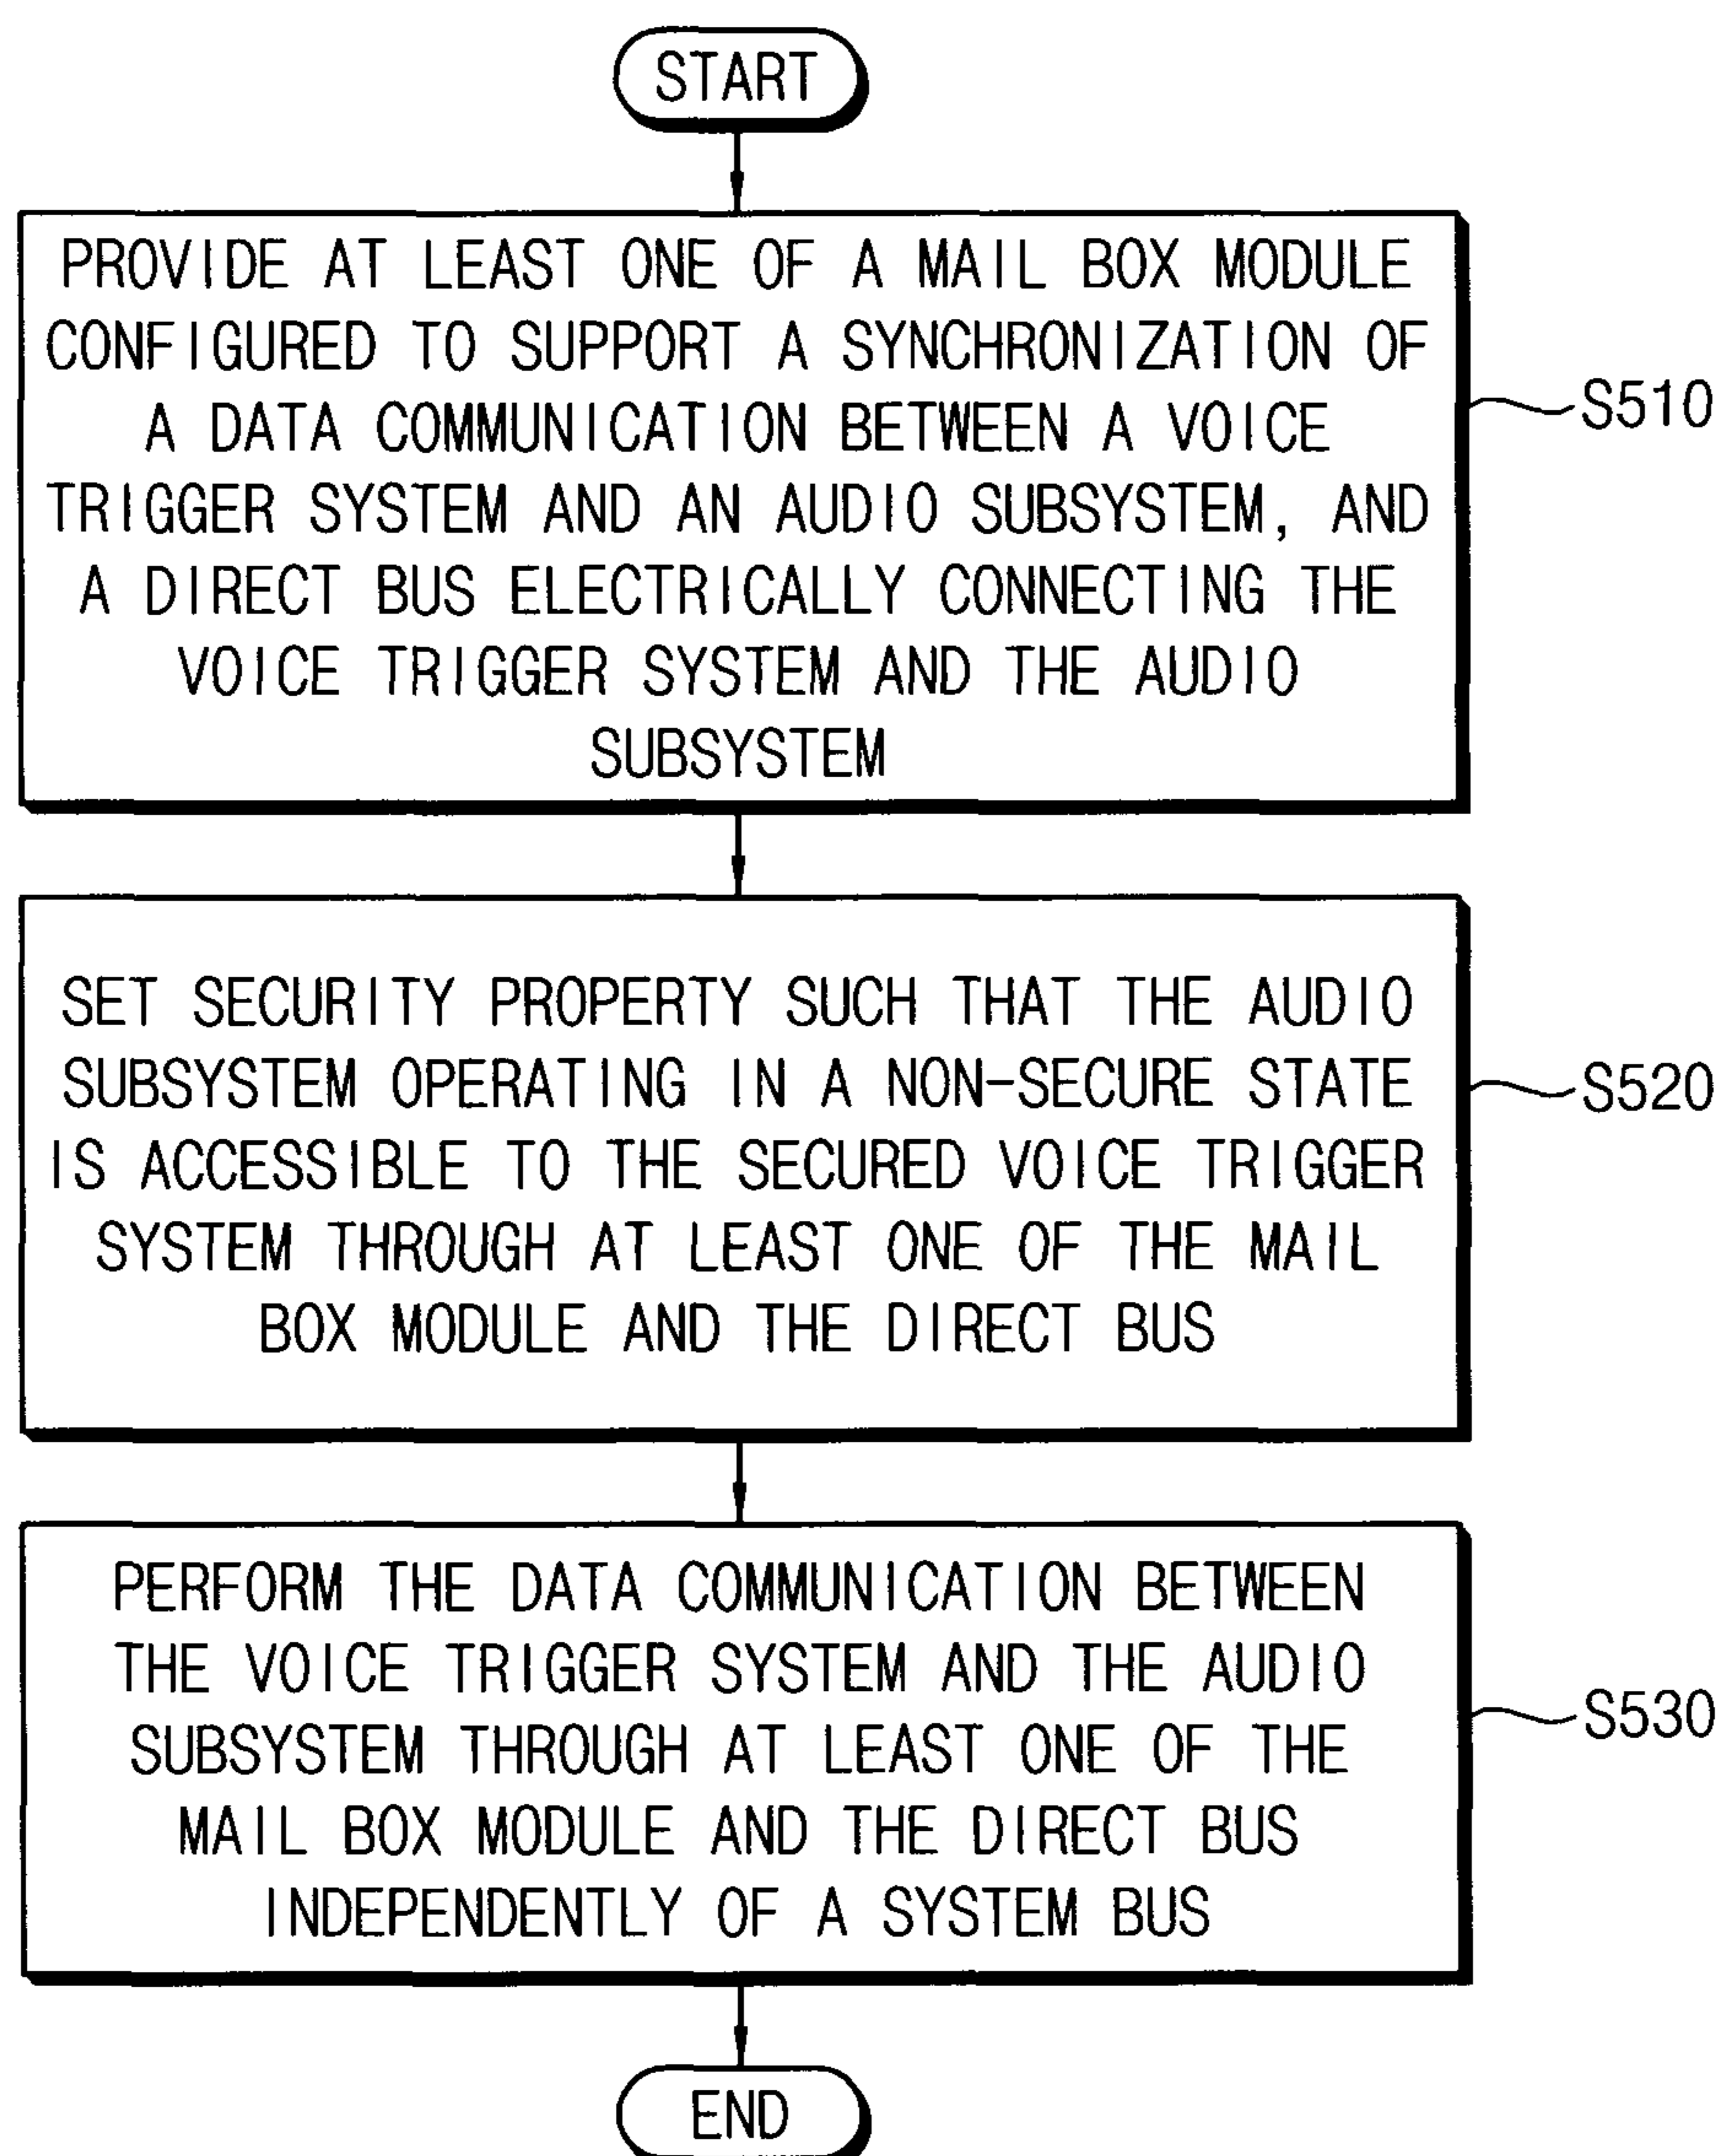 START
PROVIDE AT LEAST ONE OF A MAIL BOX MODULE
CONFIGURED TO SUPPORT A SYNCHRONIZATION OF
A DATA COMMUNICATION BETWEEN A VOICE
TRIGGER SYSTEM AND AN AUDIO SUBSYSTEM, AND
A DIRECT BUS ELECTRICALLY CONNECTING THE
VOICE TRIGGER SYSTEM AND THE AUDIO
SUBSYSTEM
S510
SET SECURITY PROPERTY SUCH THAT THE AUDIO
SUBSYSTEM OPERATING IN A NON-SECURE STATE
IS ACCESSIBLE TO THE SECURED VOICE TRIGGER
SYSTEM THROUGH AT LEAST ONE OF THE MAIL
BOX MODULE AND THE DIRECT BUS
S520
PERFORM THE DATA COMMUNICATION BETWEEN
THE VOICE TRIGGER SYSTEM AND THE AUDIO
SUBSYSTEM THROUGH AT LEAST ONE OF THE
MAIL BOX MODULE AND THE DIRECT BUS
INDEPENDENTLY OF A SYSTEM BUS
S530
END